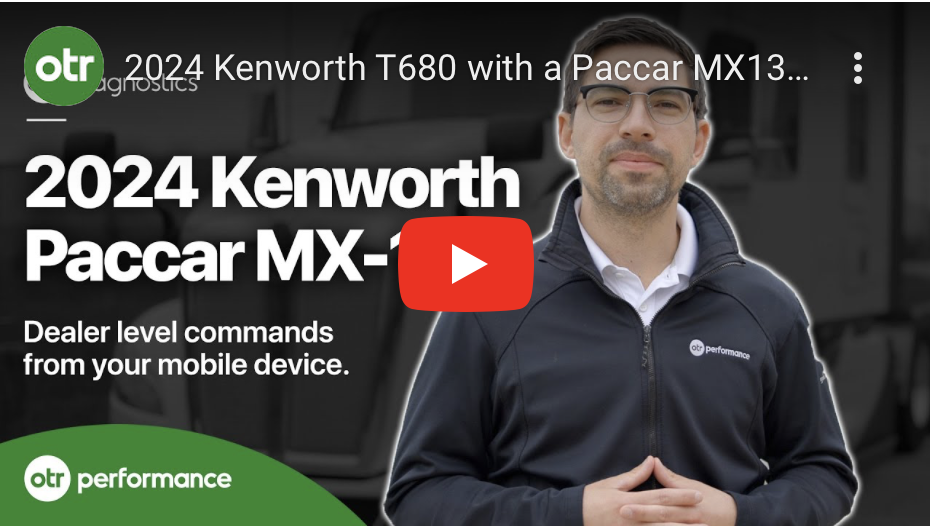 otr
2024 Kenworth T680 with a Paccar MX13...
agnostics
2024 Kenworth
Paccar MX-1
Dealer level commands
from your mobile device.
otr performance
otr performance